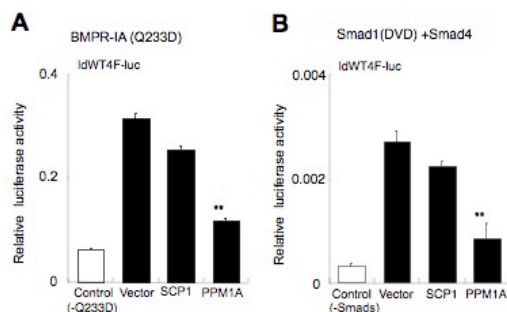 A
BMPR-IA (Q233D)
IdWT4F-luc
Relative luciferase activity
0.4
0.2
0
**
Control
(-Q233D)
Vector
SCP1
PPM1A
B
Smad1(DVD) +Smad4
IdWT4F-luc
Relative luciferase activity
0.004
0.002
0
**
Control
(-Smads)
Vector
SCP1
PPM1A